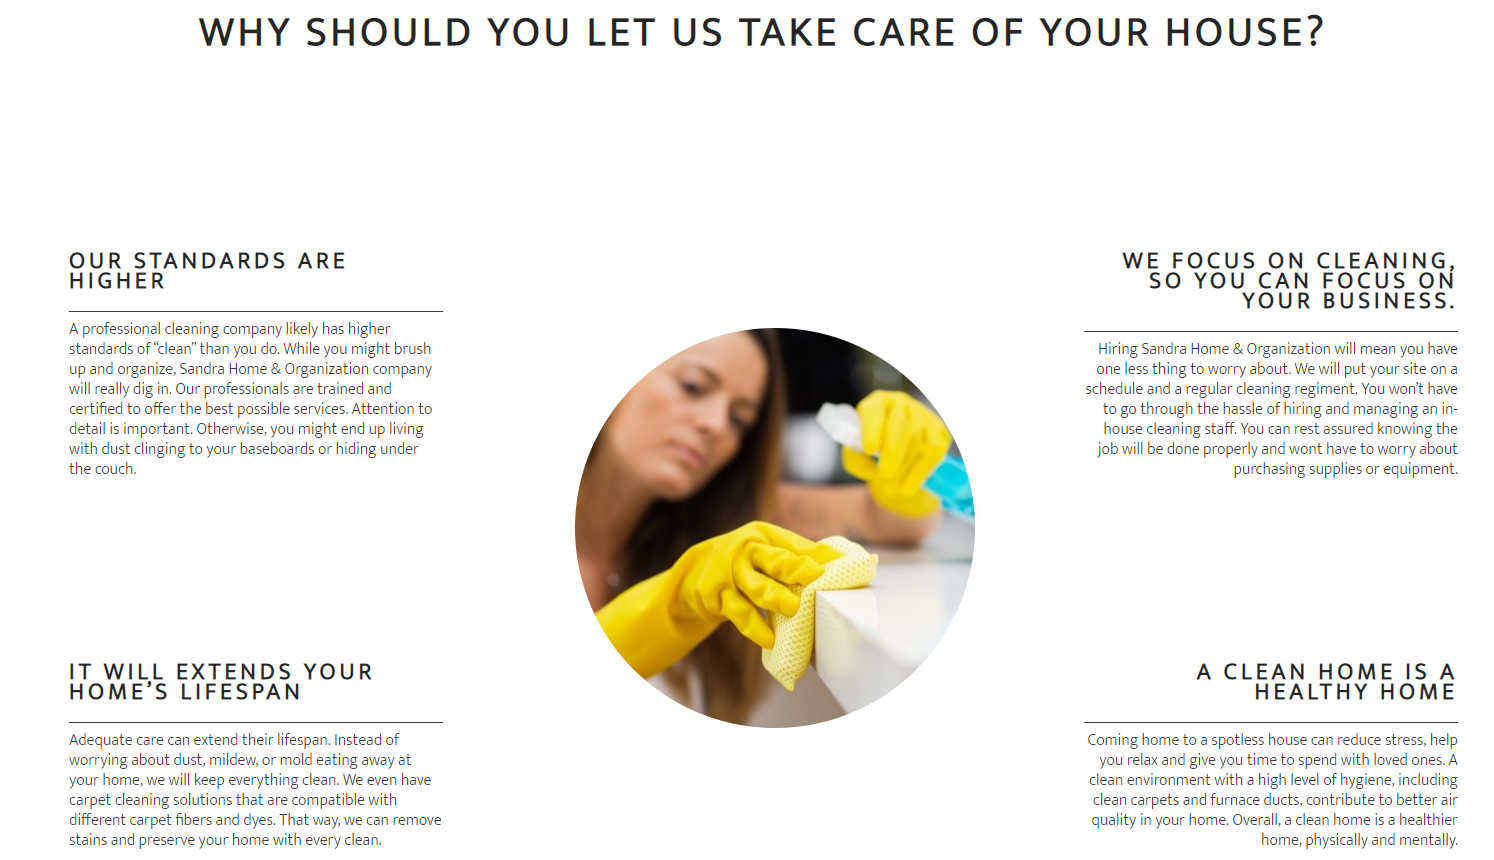 WHY SHOULD YOU LET US TAKE CARE OF YOUR HOUSE?
OUR STANDARDS ARE
HIGHER
A professional cleaning company likely has higher
standards of “clean” than you do. While you might brush
up and organize, Sandra Home & Organization company
will really dig in. Our professionals are trained and
certified to offer the best possible services. Attention to
detail is important. Otherwise, you might end up living
with dust clinging to your baseboards or hiding under
the couch.
WE FOCUS ON CLEANING,
SO YOU CAN FOCUS ON
YOUR BUSINESS.
Hiring Sandra Home & Organization will mean you have
one less thing to worry about. We will put your site on a
schedule and a regular cleaning regiment. You won’t have
to go through the hassle of hiring and managing an in-
house cleaning staff. You can rest assured knowing the
job will be done properly and wont have to worry about
purchasing supplies or equipment.
IT WILL EXTENDS YOUR
HOME’S LIFESPAN
Adequate care can extend their lifespan. Instead of
worrying about dust, mildew, or mold eating away at
your home, we will keep everything clean. We even have
carpet cleaning solutions that are compatible with
different carpet fibers and dyes. That way, we can remove
stains and preserve your home with every clean.
A CLEAN HOME IS A
HEALTHY HOME
Coming home to a spotless house can reduce stress, help
you relax and give you time to spend with loved ones. A
clean environment with a high level of hygiene, including
clean carpets and furnace ducts, contribute to better air
quality in your home. Overall, a clean home is a healthier
home, physically and mentally.